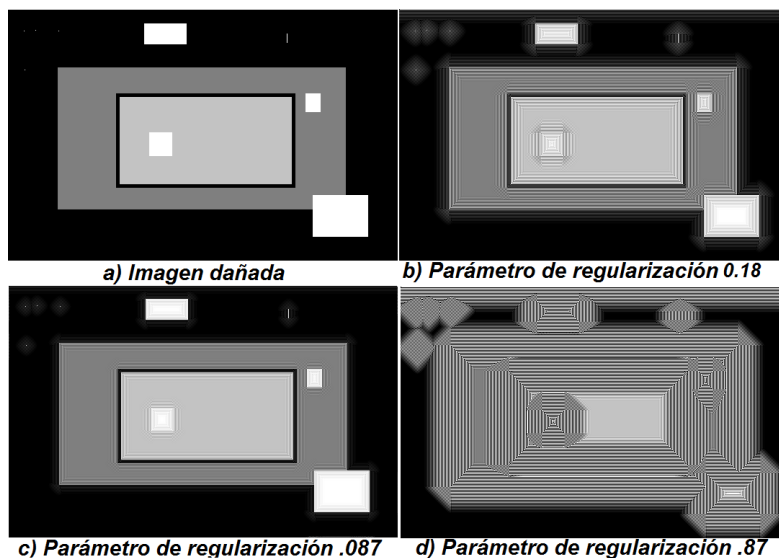 a) Imagen dañada
b) Parámetro de regularización 0.18
c) Parámetro de regularización .087
d) Parámetro de regularización .87